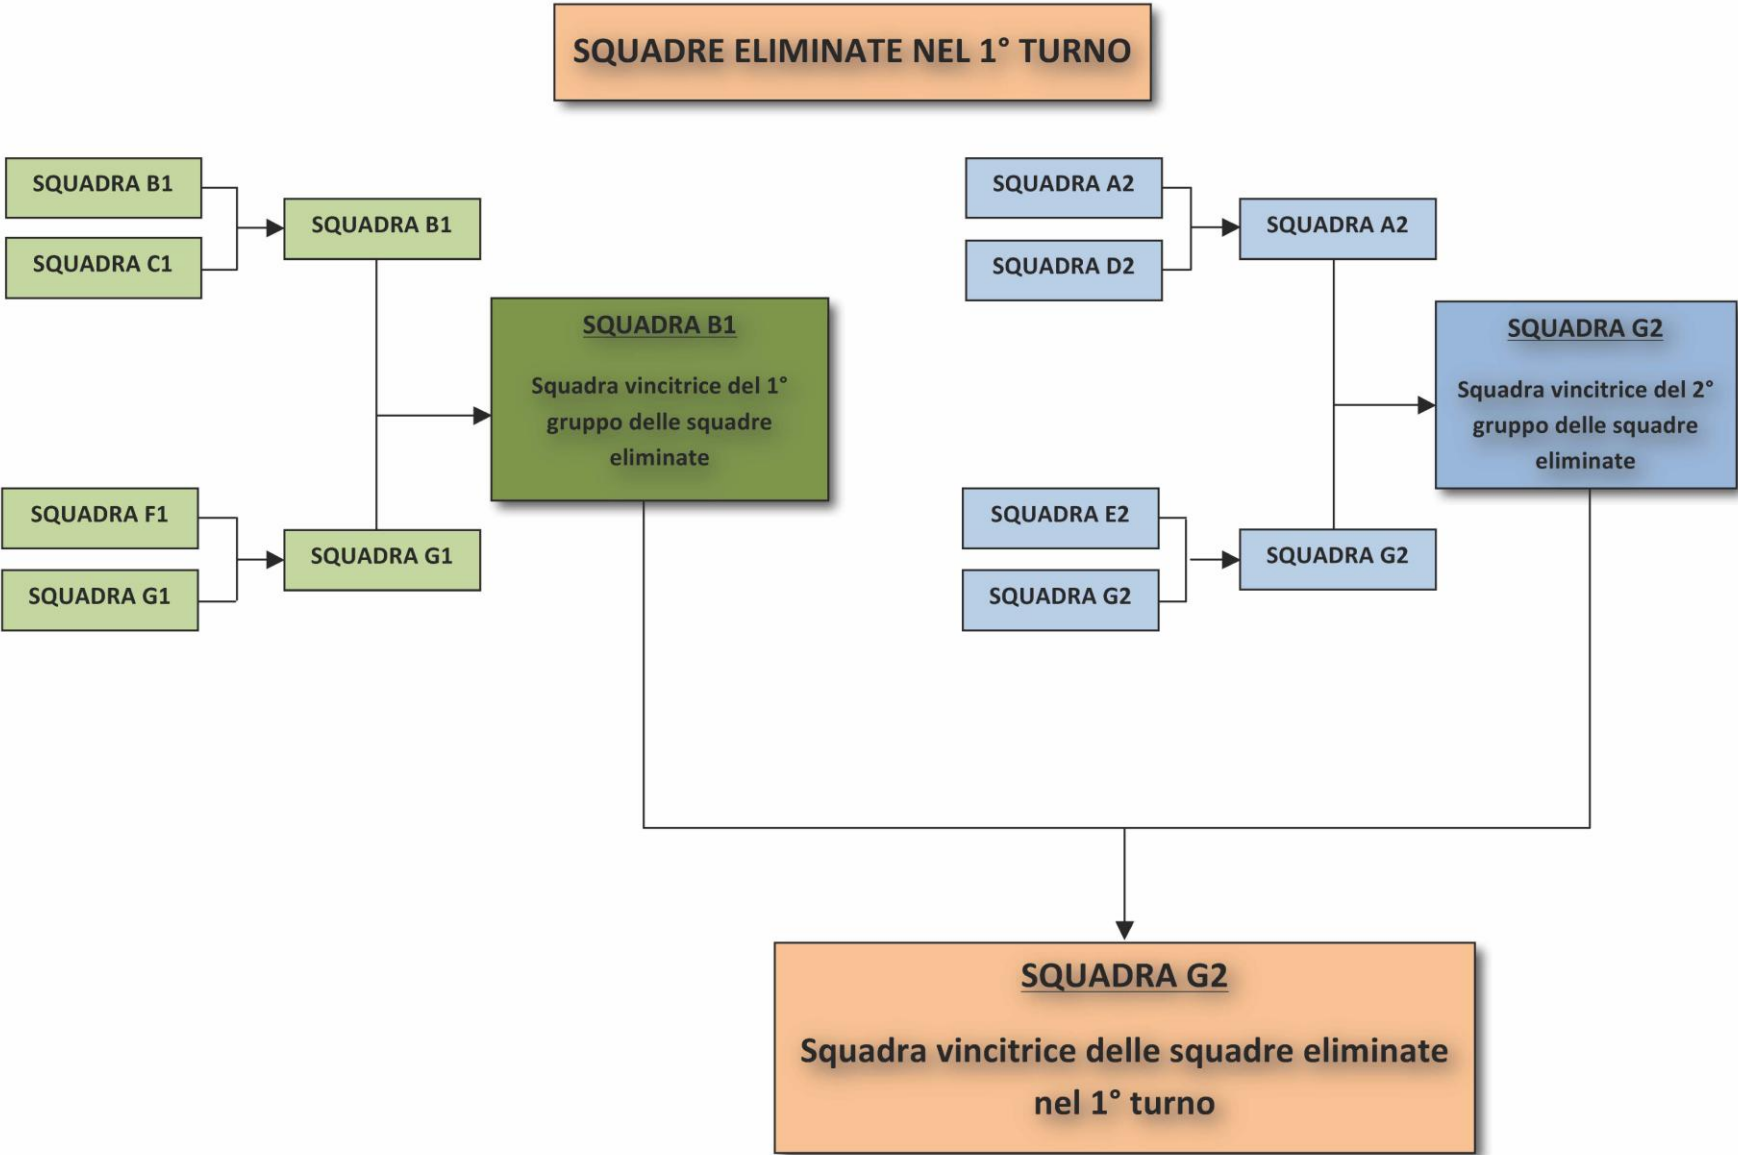 SQUADRE ELIMINATE NEL 1° TURNO
SQUADRA B1
SQUADRA C1
SQUADRA B1
SQUADRA F1
SQUADRA G1
SQUADRA G1
SQUADRA B1
Squadra vincitrice del 1°
gruppo delle squadre
eliminate
SQUADRA A2
SQUADRA D2
SQUADRA A2
SQUADRA E2
SQUADRA G2
SQUADRA G2
SQUADRA G2
Squadra vincitrice del 2°
gruppo delle squadre
eliminate
SQUADRA G2
Squadra vincitrice delle squadre eliminate
nel 1° turno